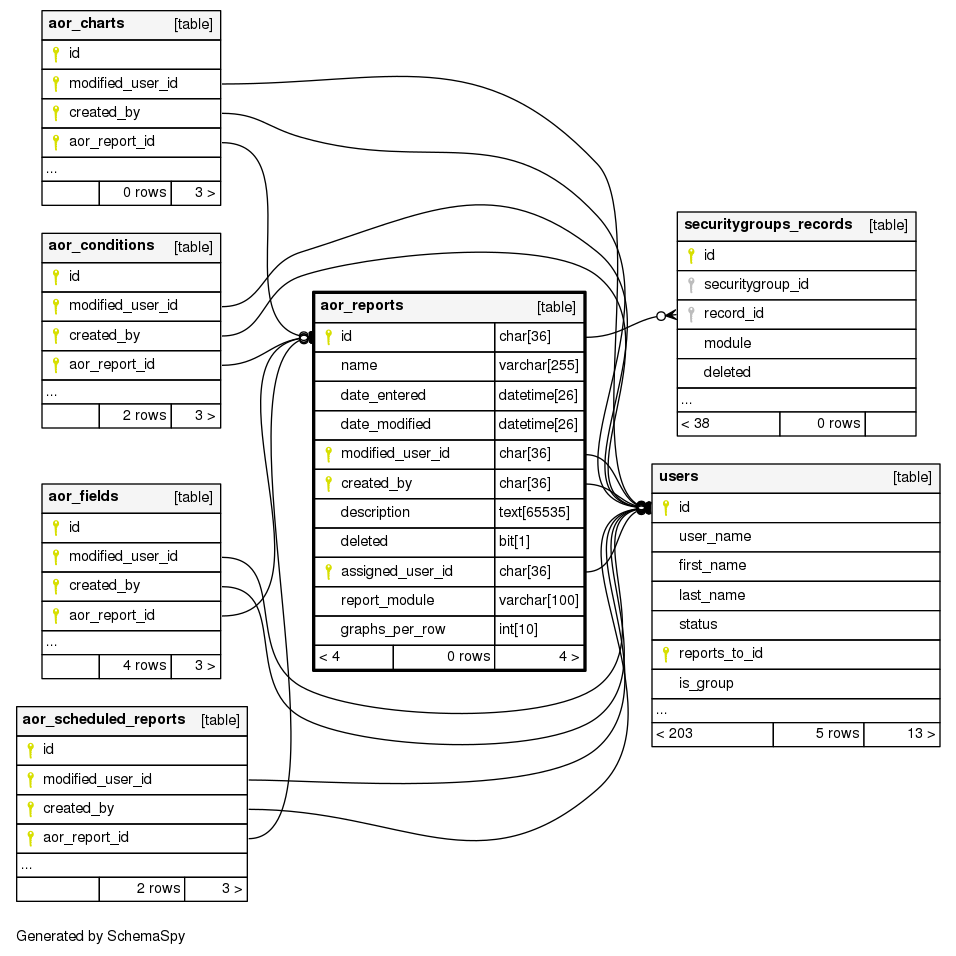 aor_charts [table]
id
modified_user_id
created_by
aor_report_id
...
0 rows 3 >
aor_conditions [table]
id
modified_user_id
created_by
aor_report_id
...
2 rows 3 >
aor_fields [table]
id
modified_user_id
created_by
aor_report_id
...
4 rows 3 >
aor_scheduled_reports [table]
id
modified_user_id
created_by
aor_report_id
...
2 rows 3 >
aor_reports [table]
id char[36]
name varchar[255]
date_entered datetime[26]
date_modified datetime[26]
modified_user_id char[36]
created_by char[36]
description text[65535]
deleted bit[1]
assigned_user_id char[36]
report_module varchar[100]
graphs_per_row int[10]
< 4 0 rows 4 >
securitygroups_records [table]
id
securitygroup_id
record_id
module
deleted
...
< 38 0 rows
users [table]
id
user_name
first_name
last_name
status
reports_to_id
is_group
...
< 203 5 rows 13 >
Generated by SchemaSpy